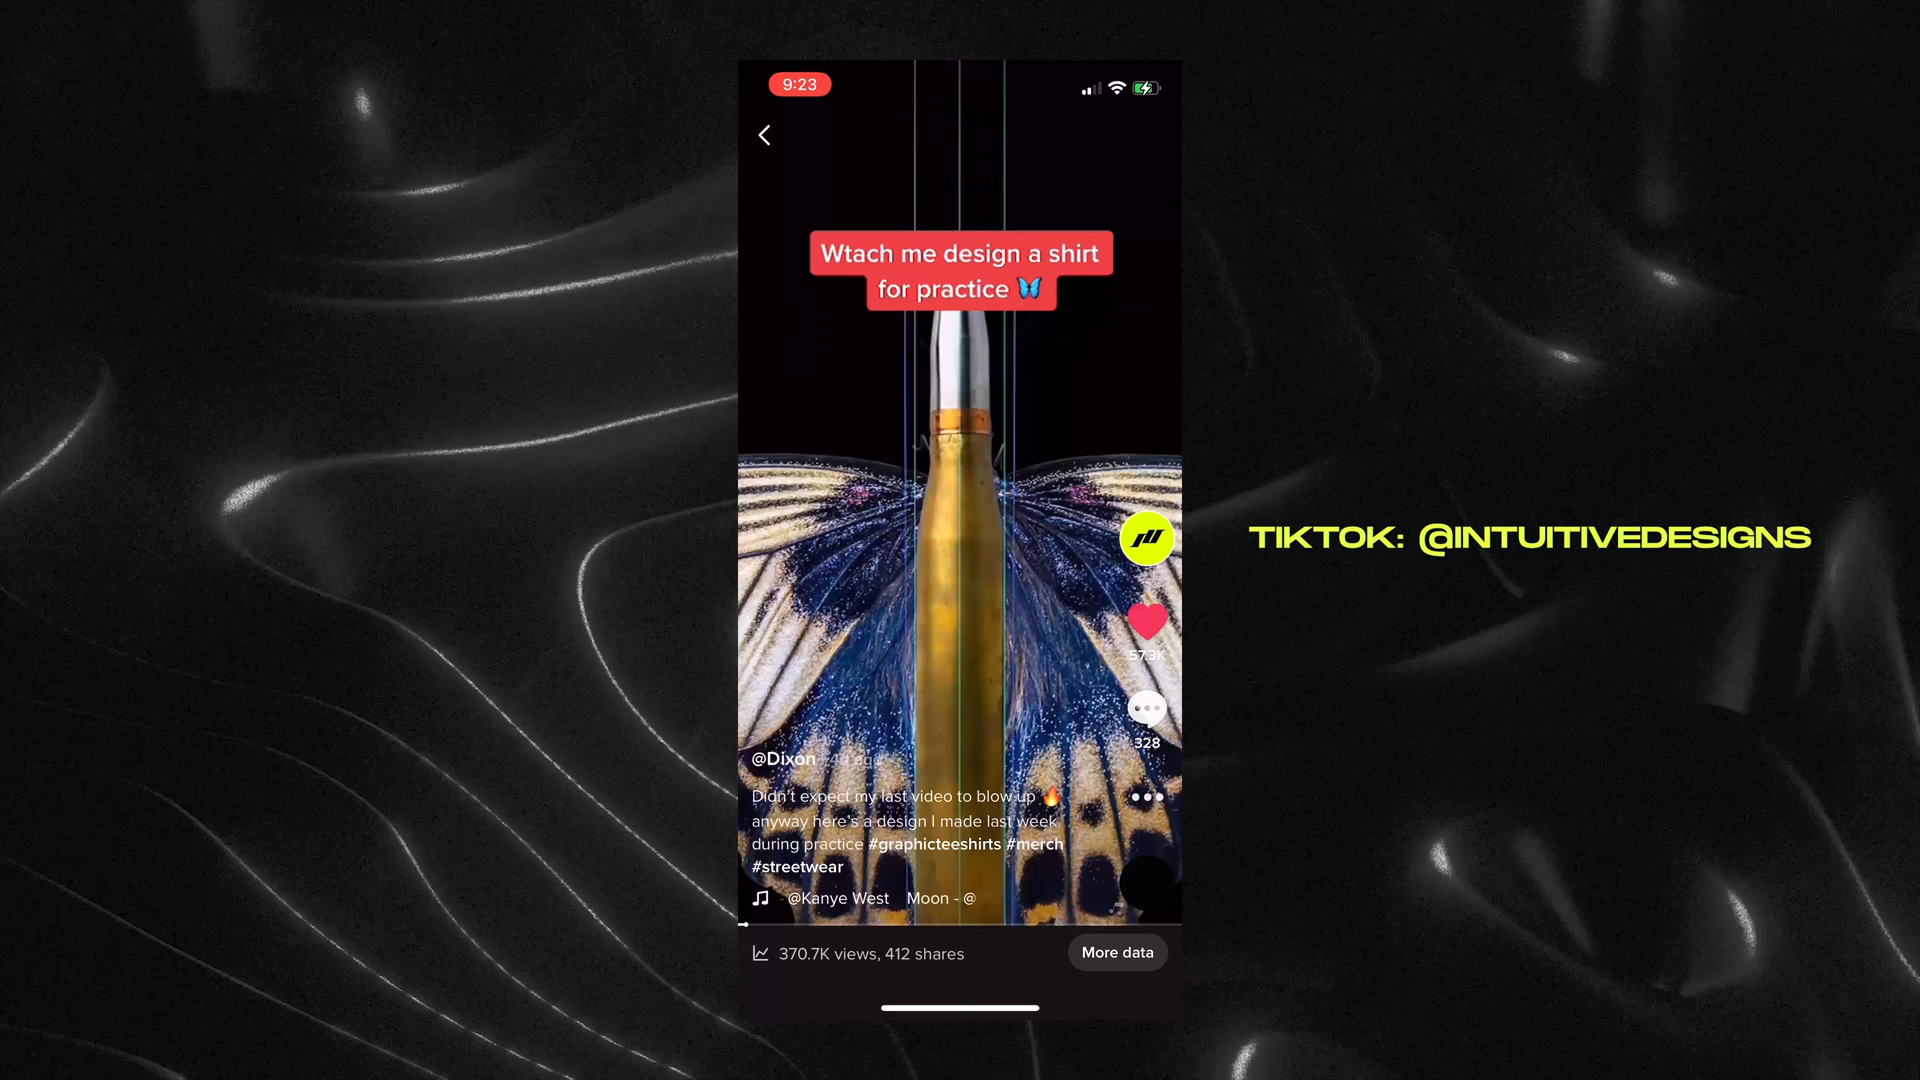 9:23
Wtach me design a shirt
for practice
TIKTOK: @INTUITIVEDESIGNS
57.3K
328
@Dixon
Didn't expect my last video to blow up
anyway here's a design I made last week
during practice #graphicteeshirts #merch
#streetwear
@Kanye West Moon - @
370.7K views, 412 shares
More data